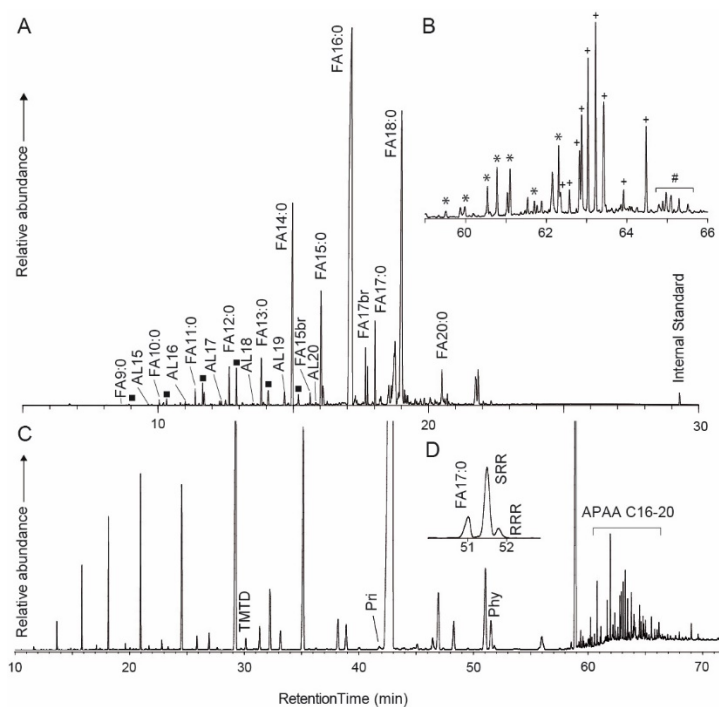 A
B
FA16:0
FA18:0
FA14:0
FA15:0
FA17br
FA17:0
FA20:0
Internal Standard
FA9:0
AL15
FA10:0
AL16
FA11:0
AL17
FA12:0
AL18
FA13:0
AL19
FA15br
AL20
Relative abundance
10
20
30
* * * * * * * + + + + + + + + + + #
60
62
64
66
C
D
FA17:0
SRR
RRR
51
52
APAA C16-20
TMTD
Pri
Phy
Relative abundance
10
20
30
40
50
60
70
RetentionTime (min)